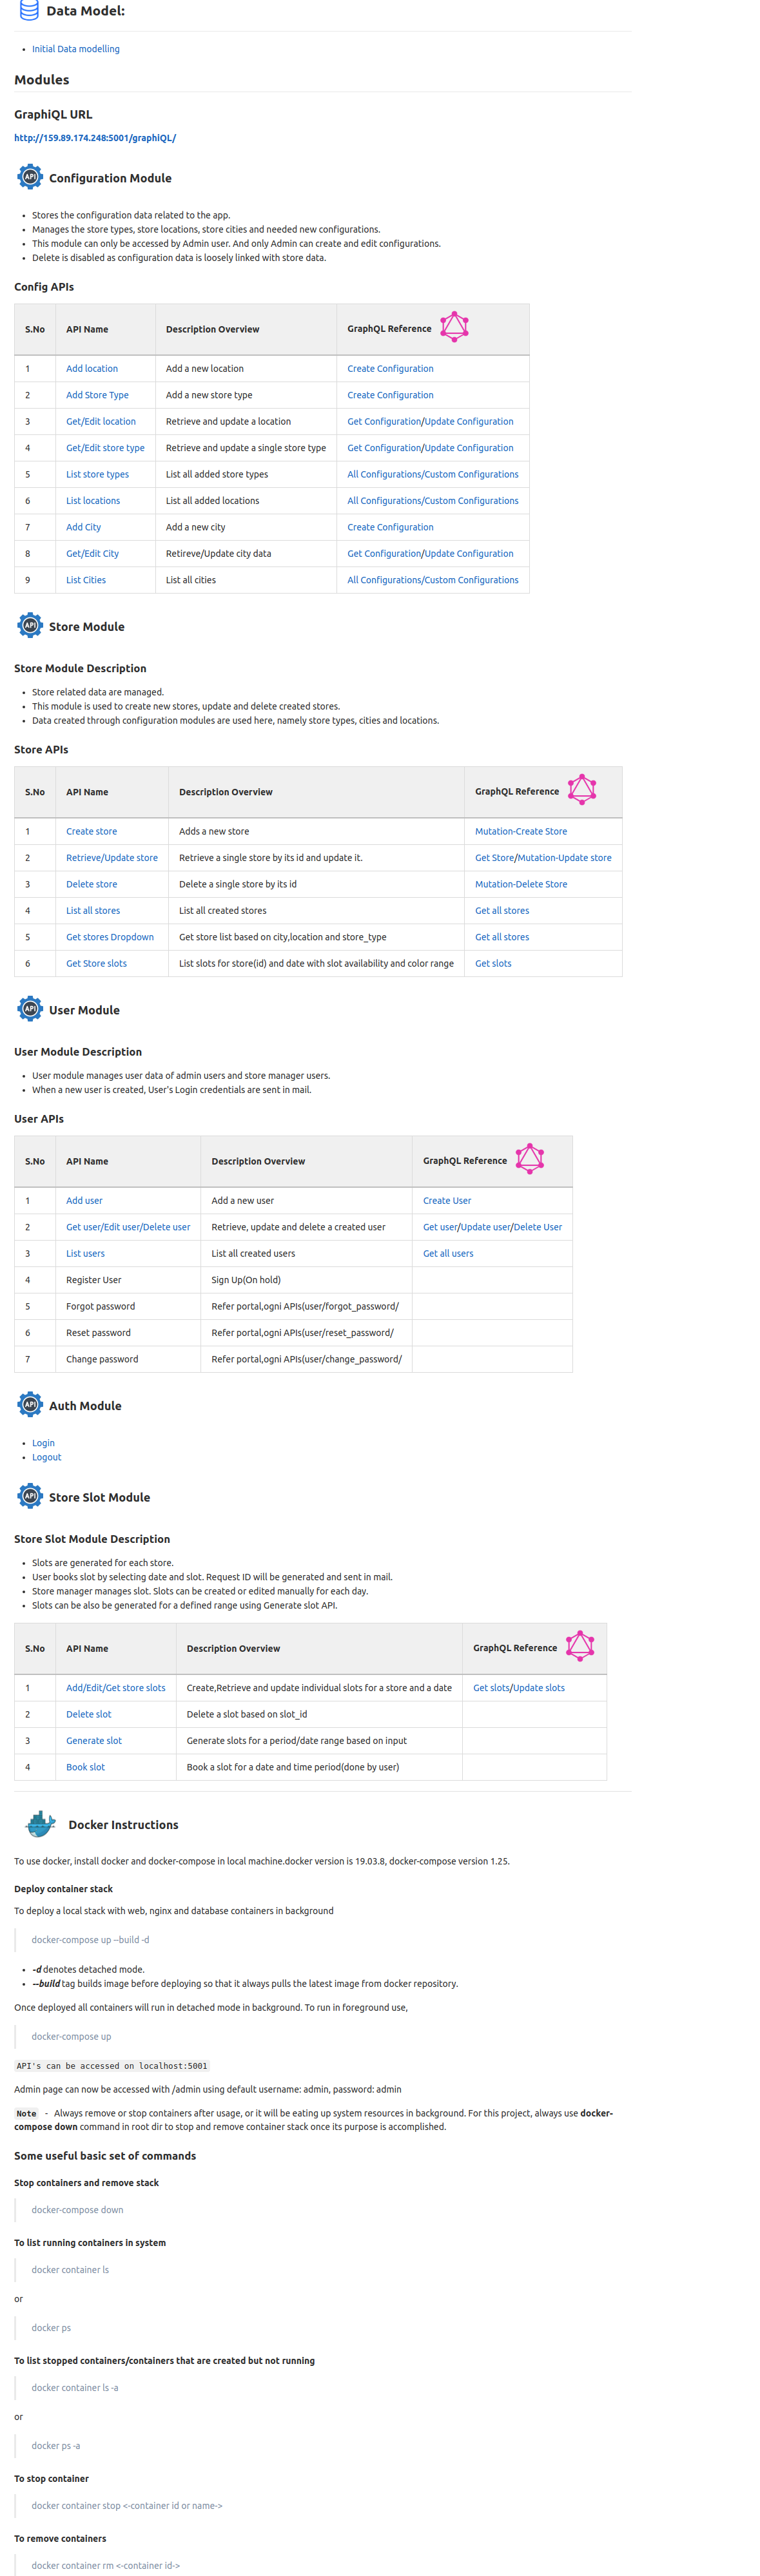 Data Model:
Initial Data modelling
Modules
GraphiQL URL
http://159.89.174.248:5001/graphiQL/
API Configuration Module
Stores the configuration data related to the app.
Manages the store types, store locations, store cities and needed new configurations.
This module can only be accessed by Admin user. And only Admin can create and edit configurations.
Delete is disabled as configuration data is loosely linked with store data.
Config APIs
S.No API Name Description Overview GraphQL Reference
1 Add location Add a new location Create Configuration
2 Add Store Type Add a new store type Create Configuration
3 Get/Edit location Retrieve and update a location Get Configuration/Update Configuration
4 Get/Edit store type Retrieve and update a single store type Get Configuration/Update Configuration
5 List store types List all added store types All Configurations/Custom Configurations
6 List locations List all added locations All Configurations/Custom Configurations
7 Add City Add a new city Create Configuration
8 Get/Edit City Retireve/Update city data Get Configuration/Update Configuration
9 List Cities List all cities All Configurations/Custom Configurations
API Store Module
Store Module Description
Store related data are managed.
This module is used to create new stores, update and delete created stores.
Data created through configuration modules are used here, namely store types, cities and locations.
Store APIs
S.No API Name Description Overview GraphQL Reference
1 Create store Adds a new store Mutation-Create Store
2 Retrieve/Update store Retrieve a single store by its id and update it. Get Store/Mutation-Update store
3 Delete store Delete a single store by its id Mutation-Delete Store
4 List all stores List all created stores Get all stores
5 Get stores Dropdown Get store list based on city,location and store_type Get all stores
6 Get Store slots List slots for store(id) and date with slot availability and color range Get slots
API User Module
User Module Description
User module manages user data of admin users and store manager users.
When a new user is created, User's Login credentials are sent in mail.
User APIs
S.No API Name Description Overview GraphQL Reference
1 Add user Add a new user Create User
2 Get user/Edit user/Delete user Retrieve, update and delete a created user Get user/Update user/Delete User
3 List users List all created users Get all users
4 Register User Sign Up(On hold)
5 Forgot password Refer portal,ogni APIs(user/forgot_password/
6 Reset password Refer portal,ogni APIs(user/reset_password/
7 Change password Refer portal,ogni APIs(user/change_password/
API Auth Module
Login
Logout
API Store Slot Module
Store Slot Module Description
Slots are generated for each store.
User books slot by selecting date and slot. Request ID will be generated and sent in mail.
Store manager manages slot. Slots can be created or edited manually for each day.
Slots can be also be generated for a defined range using Generate slot API.
S.No API Name Description Overview GraphQL Reference
1 Add/Edit/Get store slots Create,Retrieve and update individual slots for a store and a date Get slots/Update slots
2 Delete slot Delete a slot based on slot_id
3 Generate slot Generate slots for a period/date range based on input
4 Book slot Book a slot for a date and time period(done by user)
Docker Instructions
To use docker, install docker and docker-compose in local machine.docker version is 19.03.8, docker-compose version 1.25.
Deploy container stack
To deploy a local stack with web, nginx and database containers in background
docker-compose up --build -d
-d denotes detached mode.
--build tag builds image before deploying so that it always pulls the latest image from docker repository.
Once deployed all containers will run in detached mode in background. To run in foreground use,
docker-compose up
API's can be accessed on localhost:5001
Admin page can now be accessed with /admin using default username: admin, password: admin
Note - Always remove or stop containers after usage, or it will be eating up system resources in background. For this project, always use docker-
compose down command in root dir to stop and remove container stack once its purpose is accomplished.
Some useful basic set of commands
Stop containers and remove stack
docker-compose down
To list running containers in system
docker container ls
or
docker ps
To list stopped containers/containers that are created but not running
docker container ls -a
or
docker ps -a
To stop container
docker container stop <-container id or name->
To remove containers
docker container rm <-container id->